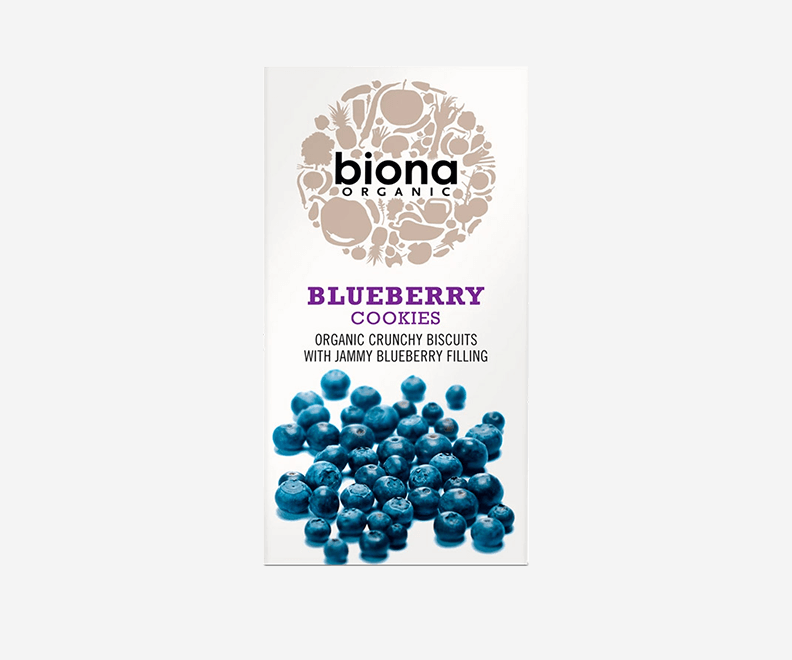 biona
ORGANIC
BLUEBERRY
COOKIES
ORGANIC CRUNCHY BISCUITS
WITH JAMMY BLUEBERRY FILLING